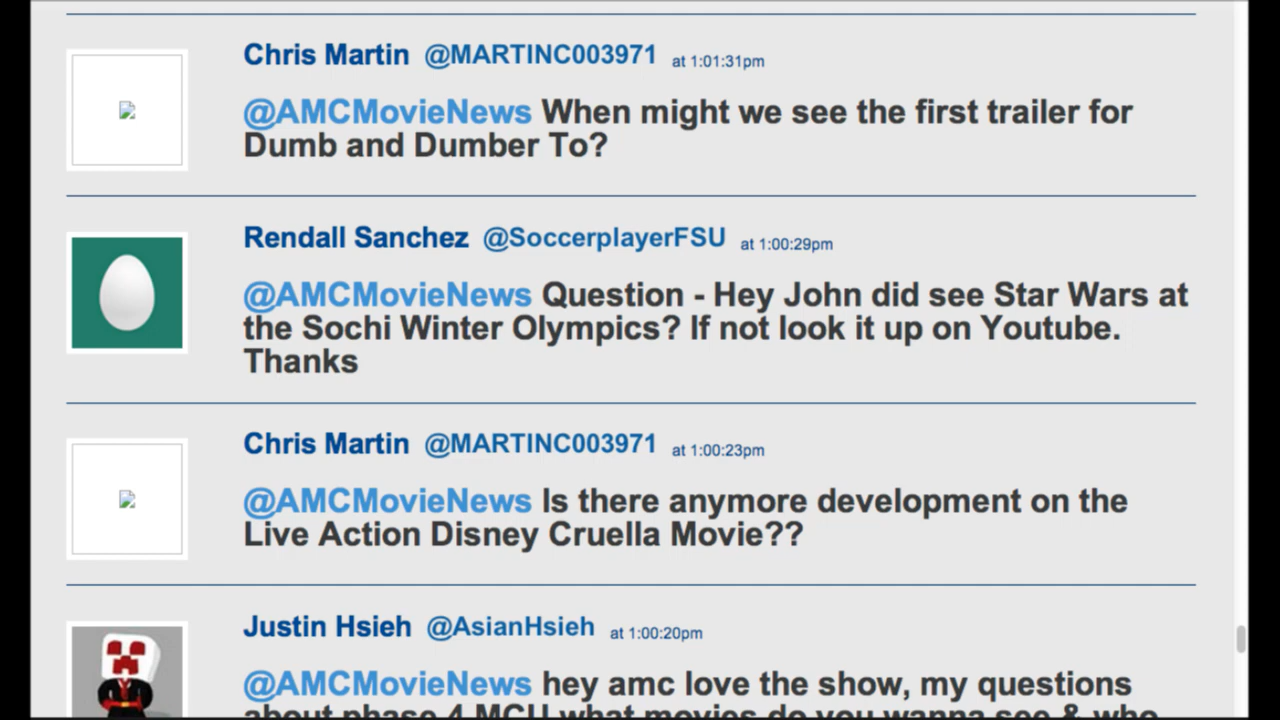 Chris Martin @MARTINC003971 at 1:01:31pm
@AMCMovieNews When might we see the first trailer for
Dumb and Dumber To?
Rendall Sanchez @SoccerplayerFSU at 1:00:29pm
@AMCMovieNews Question - Hey John did see Star Wars at
the Sochi Winter Olympics? If not look it up on Youtube.
Thanks
Chris Martin @MARTINC003971 at 1:00:23pm
@AMCMovieNews Is there anymore development on the
Live Action Disney Cruella Movie??
Justin Hsieh @AsianHsieh at 1:00:20pm
@AMCMovieNews hey amc love the show, my questions
about phase 4 MCU what movies do you wanna see & who